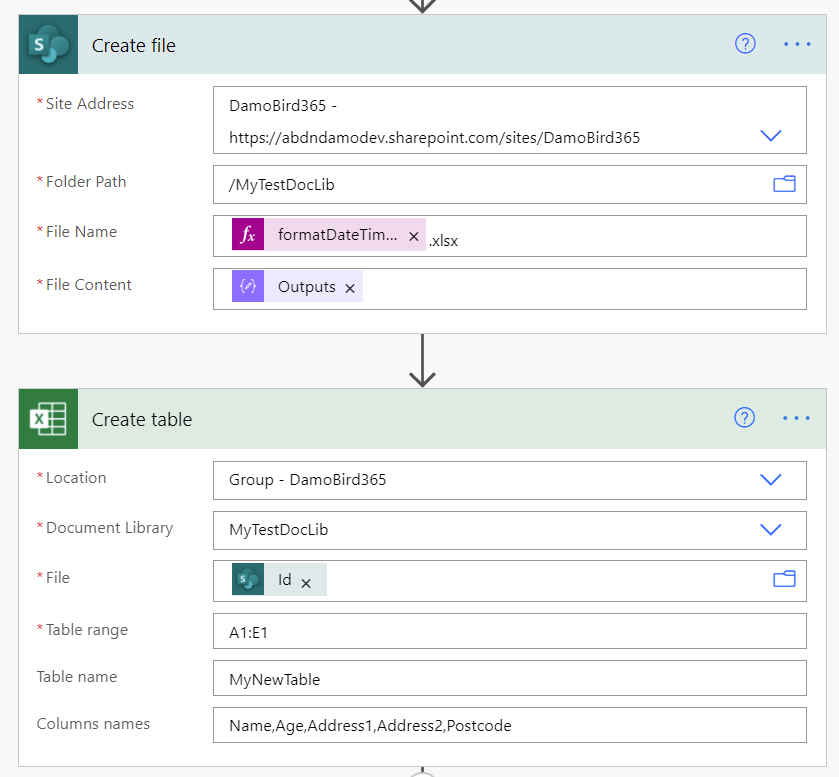 Create file
* Site Address
DamoBird365 -
https://abdndamodev.sharepoint.com/sites/DamoBird365
* Folder Path
/MyTestDocLib
* File Name
fx formatDateTim... × .xlsx
* File Content
Outputs ×
Create table
* Location
Group - DamoBird365
* Document Library
MyTestDocLib
* File
Id ×
* Table range
A1:E1
Table name
MyNewTable
Columns names
Name,Age,Address1,Address2,Postcode